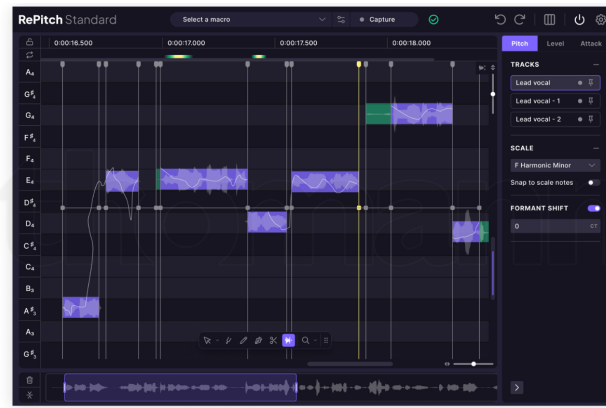 RePitch Standard
Select a macro
Capture
0:00:16.500
0:00:17.000
0:00:17.500
0:00:18.000
Pitch
Level
Attack
A4
G#4
G4
F#4
F4
E4
D#4
D4
C#4
C4
B3
A#3
A3
G#3
TRACKS
Lead vocal
Lead vocal - 1
Lead vocal - 2
SCALE
F Harmonic Minor
Snap to scale notes
FORMANT SHIFT
0
CT